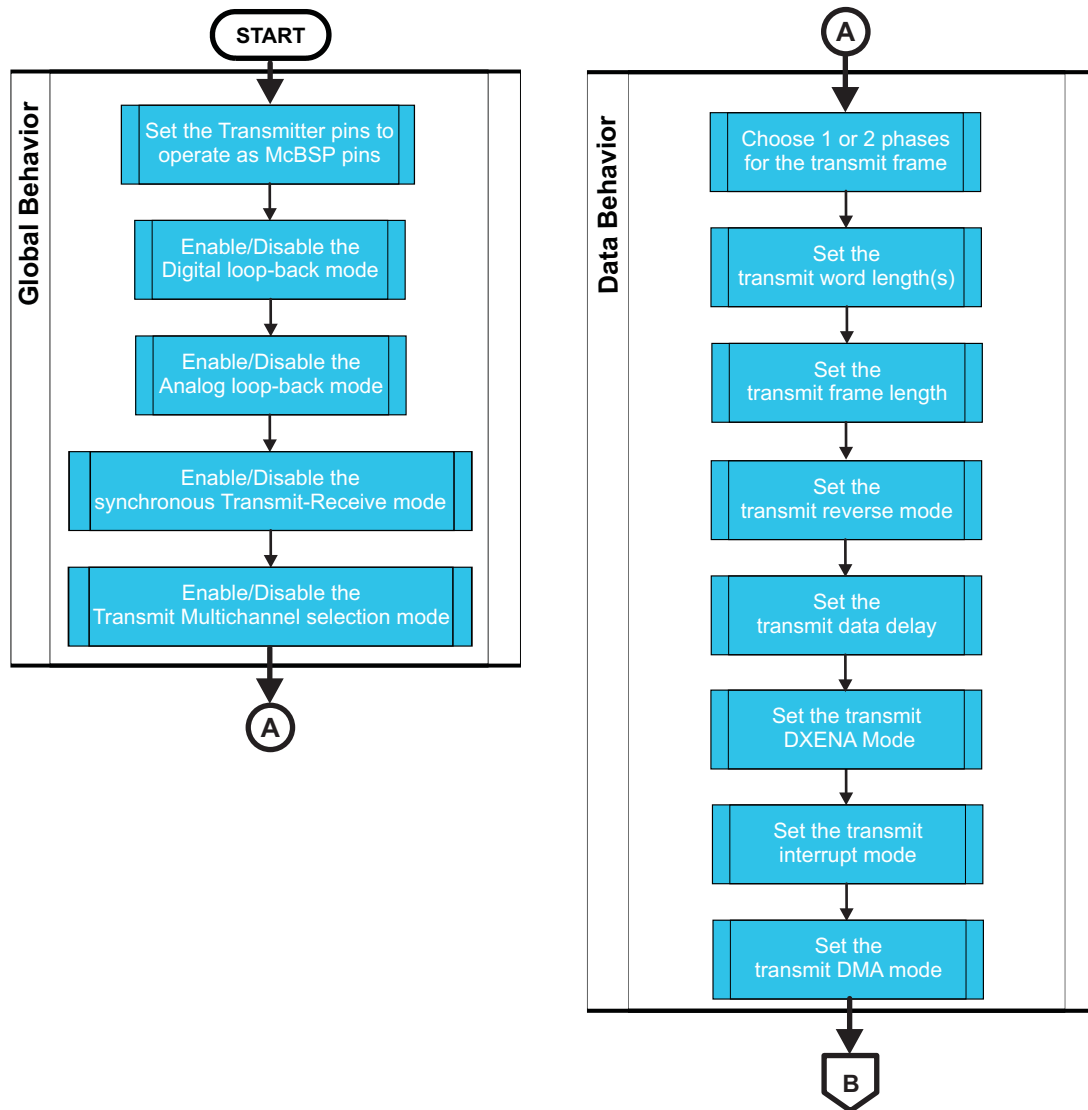 START
Global Behavior
Set the Transmitter pins to
operate as McBSP pins
Enable/Disable the
Digital loop-back mode
Enable/Disable the
Analog loop-back mode
Enable/Disable the
synchronous Transmit-Receive mode
Enable/Disable the
Transmit Multichannel selection mode
A
A
Data Behavior
Choose 1 or 2 phases
for the transmit frame
Set the
transmit word length(s)
Set the
transmit frame length
Set the
transmit reverse mode
Set the
transmit data delay
Set the transmit
DXENA Mode
Set the transmit
interrupt mode
Set the
transmit DMA mode
B